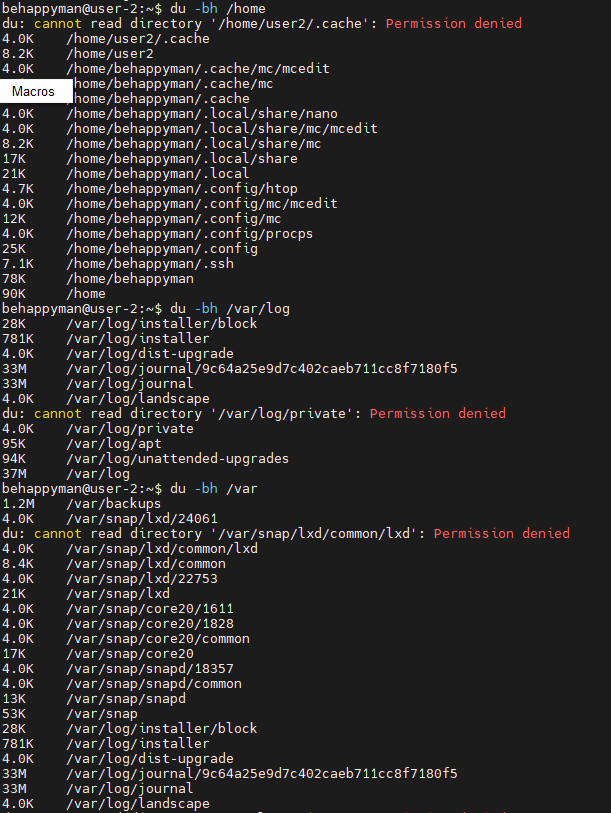 behappyman@user-2:~$ du -bh /home
du: cannot read directory '/home/user2/.cache': Permission denied
4.0K /home/user2/.cache
8.2K /home/user2
4.0K /home/behappyman/.cache/mc/mcedit
/home/behappyman/.cache/mc
Macros
/home/behappyman/.cache
4.0K /home/behappyman/.local/share/nano
4.0K /home/behappyman/.local/share/mc/mcedit
8.2K /home/behappyman/.local/share/mc
17K /home/behappyman/.local/share
21K /home/behappyman/.local
4.7K /home/behappyman/.config/htop
4.0K /home/behappyman/.config/mc/mcedit
12K /home/behappyman/.config/mc
4.0K /home/behappyman/.config/procps
25K /home/behappyman/.config
7.1K /home/behappyman/.ssh
78K /home/behappyman
90K /home
behappyman@user-2:~$ du -bh /var/log
28K /var/log/installer/block
781K /var/log/installer
4.0K /var/log/dist-upgrade
33M /var/log/journal/9c64a25e9d7c402caeb711cc8f7180f5
33M /var/log/journal
4.0K /var/log/landscape
du: cannot read directory '/var/log/private': Permission denied
4.0K /var/log/private
95K /var/log/apt
94K /var/log/unattended-upgrades
37M /var/log
behappyman@user-2:~$ du -bh /var
1.2M /var/backups
4.0K /var/snap/lxd/24061
du: cannot read directory '/var/snap/lxd/common/lxd': Permission denied
4.0K /var/snap/lxd/common/lxd
8.4K /var/snap/lxd/common
4.0K /var/snap/lxd/22753
21K /var/snap/lxd
4.0K /var/snap/core20/1611
4.0K /var/snap/core20/1828
4.0K /var/snap/core20/common
17K /var/snap/core20
4.0K /var/snap/snapd/18357
4.0K /var/snap/snapd/common
13K /var/snap/snapd
53K /var/snap
28K /var/log/installer/block
781K /var/log/installer
4.0K /var/log/dist-upgrade
33M /var/log/journal/9c64a25e9d7c402caeb711cc8f7180f5
33M /var/log/journal
4.0K /var/log/landscape